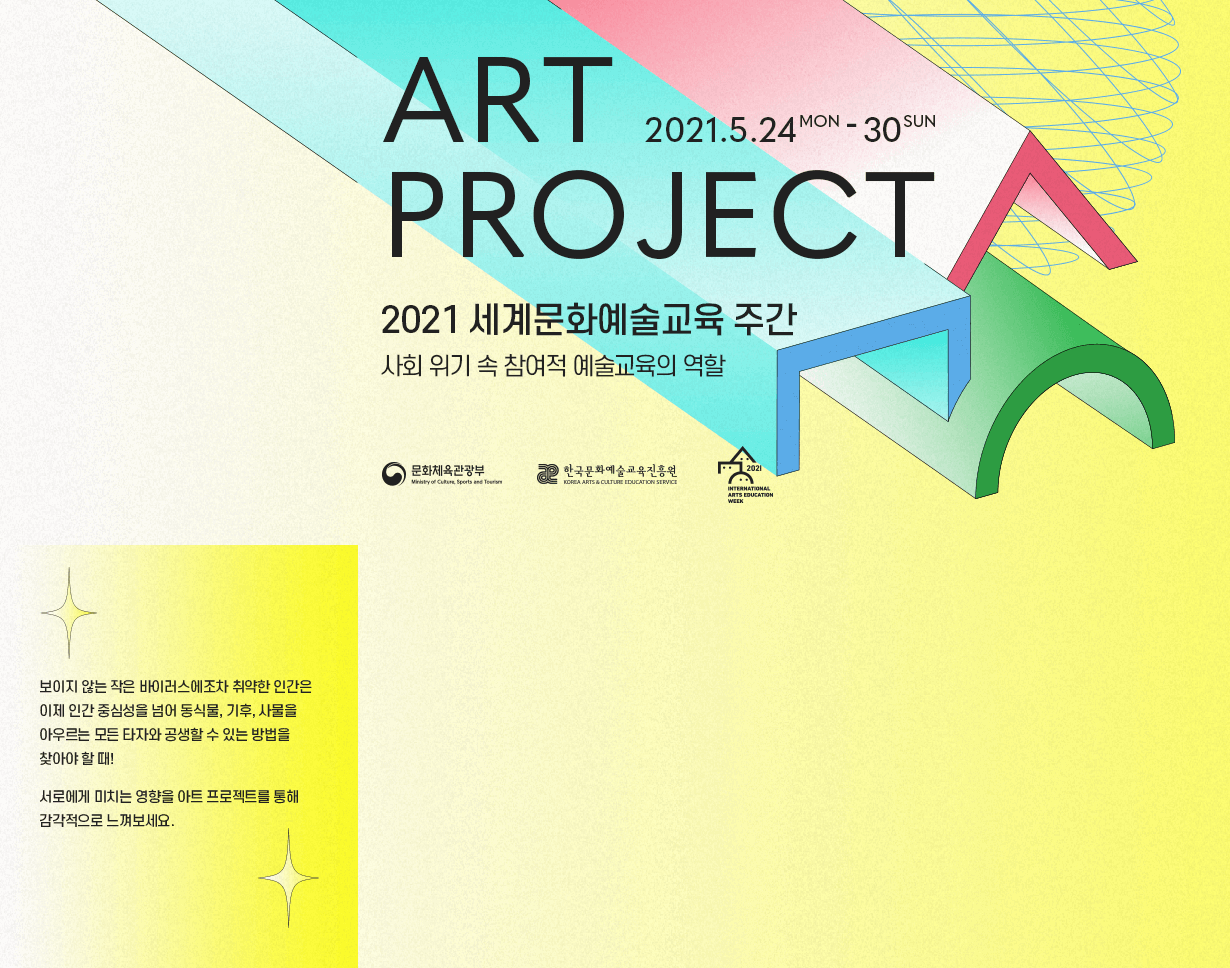 ART
2021.5.24 MON - 30 SUN
PROJECT
2021 세계문화예술교육 주간
사회 위기 속 참여적 예술교육의 역할
문화체육관광부
Ministry of Culture, Sports and Tourism
한국문화예술교육진흥원
KOREA ARTS & CULTURE EDUCATION SERVICE
2021
INTERNATIONAL
ARTS EDUCATION
WEEK
보이지 않는 작은 바이러스에조차 취약한 인간은
이제 인간 중심성을 넘어 동식물, 기후, 사물을
아우르는 모든 타자와 공생할 수 있는 방법을
찾아야 할 때!
서로에게 미치는 영향을 아트 프로젝트를 통해
감각적으로 느껴보세요.